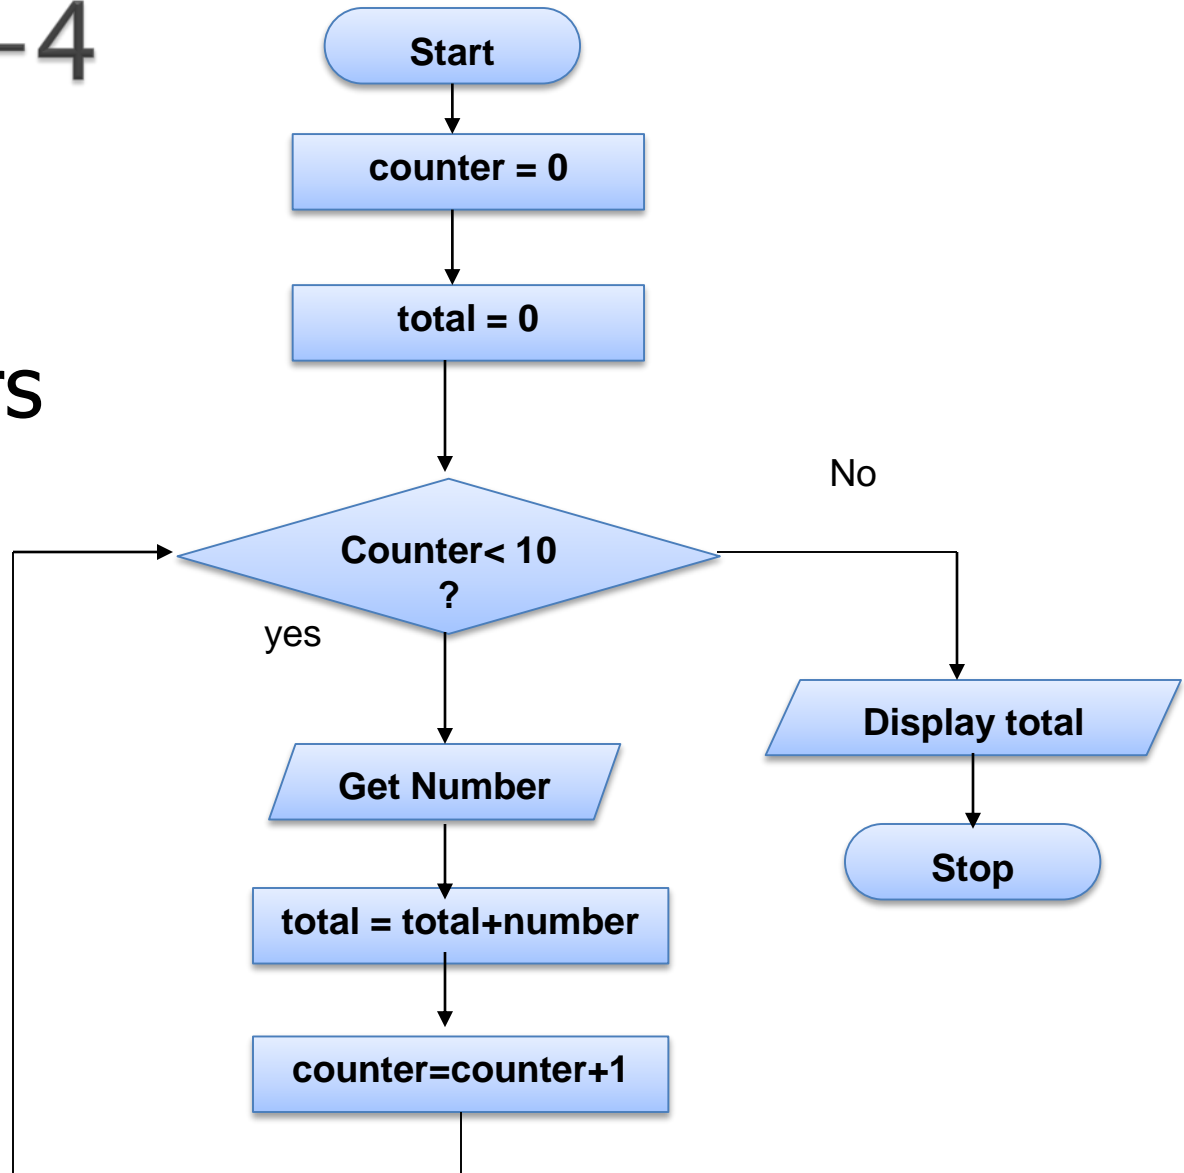 -4
Start
counter = 0
total = 0
rs
No
Counter< 10
?
yes
Display total
Get Number
Stop
total = total+number
counter=counter+1